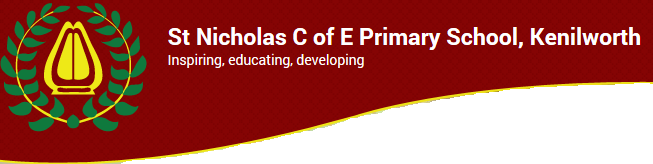 St Nicholas C of E Primary School, Kenilworth
Inspiring, educating, developing